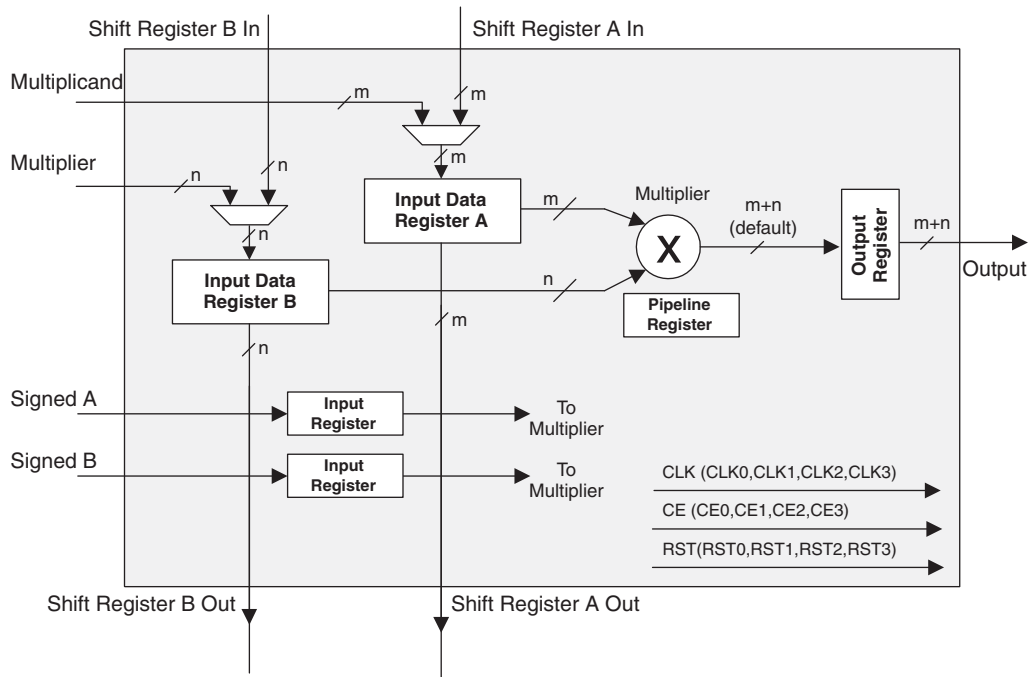 Shift Register B In
Shift Register A In
Multiplicand
m
m
Multiplier
n
n
m
Input Data
Register A
m
Multiplier
X
m+n
(default)
Output
Register
m+n
Output
n
Input Data
Register B
n
Pipeline
Register
m
n
Signed A
Input
Register
To
Multiplier
Signed B
Input
Register
To
Multiplier
CLK (CLK0,CLK1,CLK2,CLK3)
CE (CE0,CE1,CE2,CE3)
RST(RST0,RST1,RST2,RST3)
Shift Register B Out
Shift Register A Out